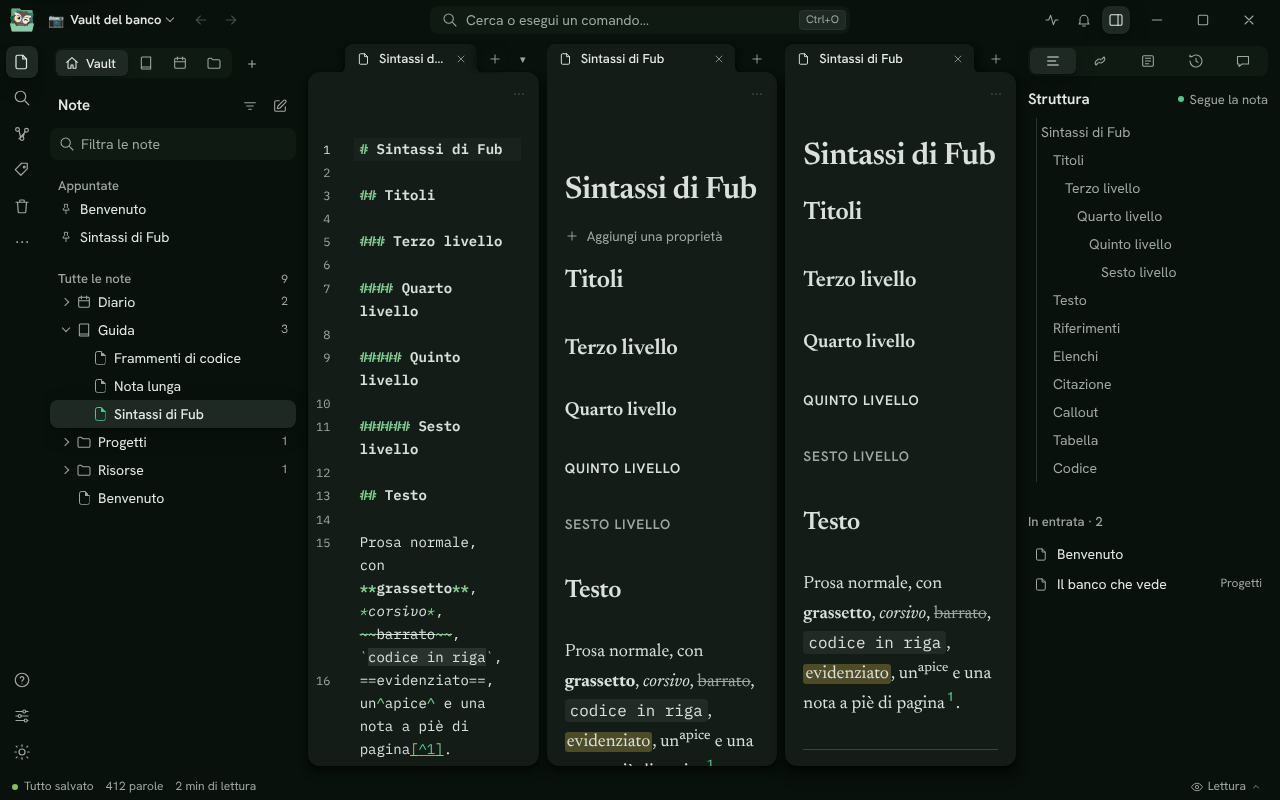 Vault del banco
Cerca o esegui un comando...
Ctrl+O
Vault
Note
Filtra le note
Appuntate
Benvenuto
Sintassi di Fub
Tutte le note 9
Diario 2
Guida 3
Frammenti di codice
Nota lunga
Sintassi di Fub
Progetti 1
Risorse 1
Benvenuto
Sintassi d...
1 # Sintassi di Fub
2
3 ## Titoli
4
5 ### Terzo livello
6
7 #### Quarto
livello
8
9 ##### Quinto
livello
10
11 ###### Sesto
livello
12
13 ## Testo
14
15 Prosa normale,
con
**grassetto**,
*corsivo*,
~~barrato~~,
`codice in riga`,
16 ==evidenziato==,
un^apice^ e una
nota a piè di
pagina[^1].
Sintassi di Fub
Sintassi di Fub
Aggiungi una proprietà
Titoli
Terzo livello
Quarto livello
QUINTO LIVELLO
SESTO LIVELLO
Testo
Prosa normale, con
grassetto, corsivo, barrato,
codice in riga,
evidenziato, unapice e una
Sintassi di Fub
Sintassi di Fub
Titoli
Terzo livello
Quarto livello
QUINTO LIVELLO
SESTO LIVELLO
Testo
Prosa normale, con
grassetto, corsivo, barrato,
codice in riga,
evidenziato, unapice e una
nota a piè di pagina 1.
Struttura
Segue la nota
Sintassi di Fub
Titoli
Terzo livello
Quarto livello
Quinto livello
Sesto livello
Testo
Riferimenti
Elenchi
Citazione
Callout
Tabella
Codice
In entrata · 2
Benvenuto
Il banco che vede Progetti
Tutto salvato 412 parole 2 min di lettura
Lettura